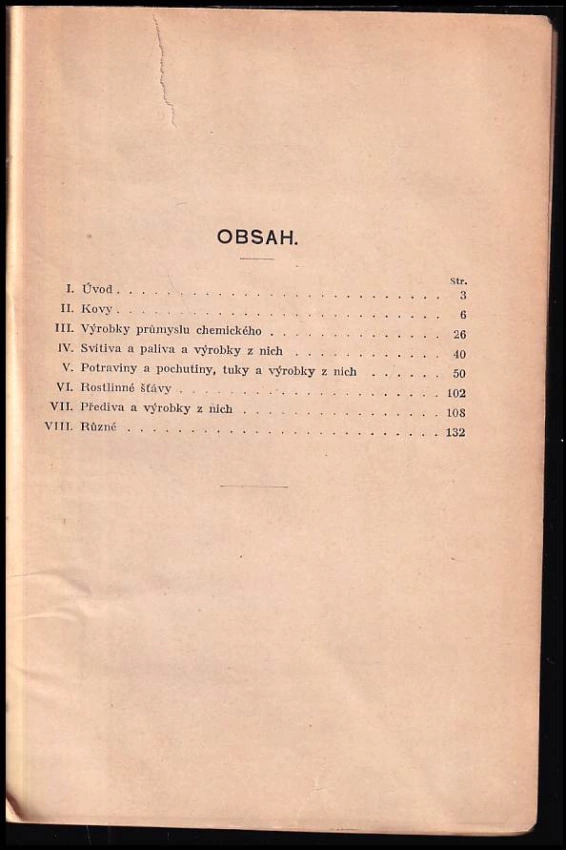 OBSAH.
Str.
I. Úvod . . . . . . . . . . . . . . . . . . . . . . . . . . 3
II. Kovy . . . . . . . . . . . . . . . . . . . . . . . . . . 6
III. Výrobky průmyslu chemického . . . . . . . . . . . . . . 26
IV. Svítiva a paliva a výrobky z nich . . . . . . . . . . . . 40
V. Potraviny a pochutiny, tuky a výrobky z nich . . . . . . 50
VI. Rostlinné šťávy . . . . . . . . . . . . . . . . . . . . . 102
VII. Přediva a výrobky z nich . . . . . . . . . . . . . . . . 108
VIII. Různé . . . . . . . . . . . . . . . . . . . . . . . . . 132